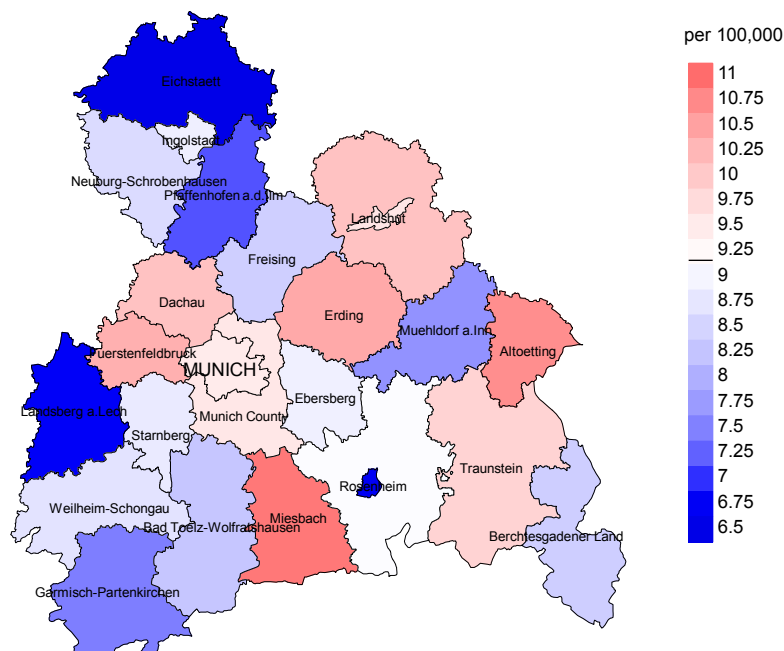 per 100,000
11
10.75
10.5
10.25
10
9.75
9.5
9.25
9
8.75
8.5
8.25
8
7.75
7.5
7.25
7
6.75
6.5
Eichstaett
Ingolstadt
Neuburg-Schrobenhausen
Pfaffenhofen a.d.Ilm
Landshut
Freising
Dachau
Erding
Muehldorf a.Inn
Altoetting
Fuerstenfeldbruck
MUNICH
Ebersberg
Landsberg a.Lech
Munich County
Starnberg
Traunstein
Rosenheim
Weilheim-Schongau
Miesbach
Bad Toelz-Wolfratshausen
Berchtesgadener Land
Garmisch-Partenkirchen